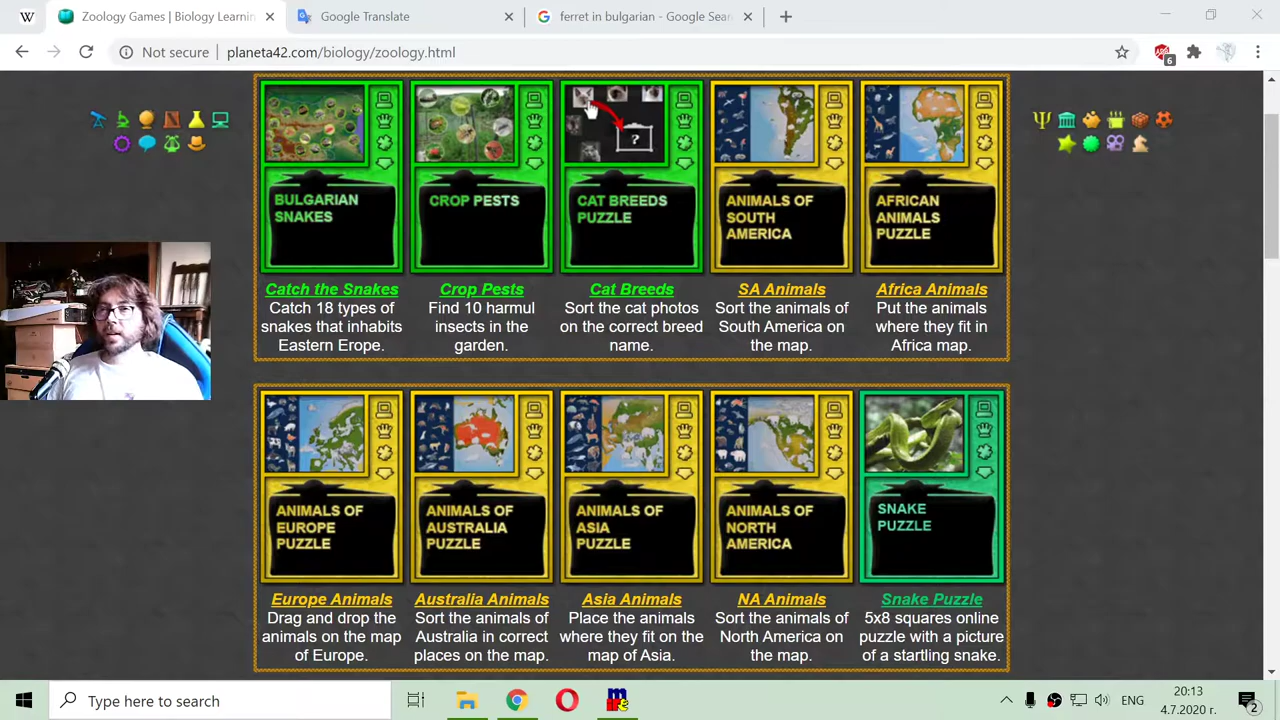 Zoology Games | Biology Learnin
Google Translate
ferret in bulgarian - Google Sear
Not secure
planeta42.com/biology/zoology.html
6
BULGARIAN
SNAKES
CROP PESTS
CAT BREEDS
PUZZLE
ANIMALS OF
SOUTH
AMERICA
AFRICAN
ANIMALS
PUZZLE
Catch the Snakes
Catch 18 types of
snakes that inhabits
Eastern Erope.
Crop Pests
Find 10 harmul
insects in the
garden.
Cat Breeds
Sort the cat photos
on the correct breed
name.
SA Animals
Sort the animals of
South America on
the map.
Africa Animals
Put the animals
where they fit in
Africa map.
ANIMALS OF
EUROPE
PUZZLE
ANIMALS OF
AUSTRALIA
PUZZLE
ANIMALS OF
ASIA
PUZZLE
ANIMALS OF
NORTH
AMERICA
SNAKE
PUZZLE
Europe Animals
Drag and drop the
animals on the map
of Europe.
Australia Animals
Sort the animals of
Australia in correct
places on the map.
Asia Animals
Place the animals
where they fit on the
map of Asia.
NA Animals
Sort the animals of
North America on
the map.
Snake Puzzle
5x8 squares online
puzzle with a picture
of a startling snake.
Type here to search
ЕНГ
20:13
4.7.2020 г.
2